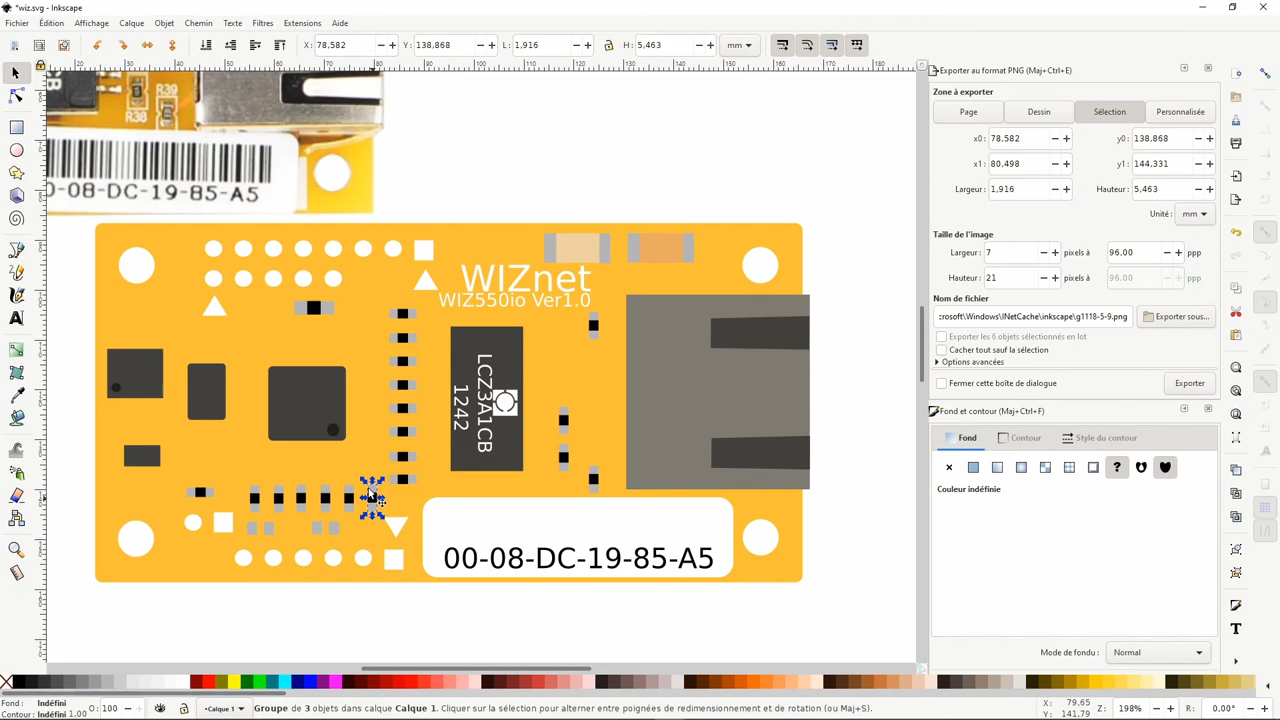 *wiz.svg - Inkscape
Fichier Édition Affichage Calque Objet Chemin Texte Filtres Extensions Aide
X: 78,582 Y: 138,868 L: 1,916 H: 5,463 mm
Exporter au format PNG (Maj+Ctrl+E)
Zone à exporter
Page Dessin Sélection Personnalisée
x0: 78,582 y0: 138,868
x1: 80,498 y1: 144,331
Largeur : 1,916 Hauteur : 5,463
Unité : mm
Taille de l'image
Largeur : 7 pixels à 96.00 ppp
Hauteur : 21 pixels à 96.00 ppp
Nom de fichier
:rosoft\Windows\INetCache\inkscape\g1118-5-9.png Exporter sous...
Exporter les 6 objets sélectionnés en lot
Cacher tout sauf la sélection
Options avancées
Fermer cette boîte de dialogue Exporter
Fond et contour (Maj+Ctrl+F)
Fond Contour Style du contour
Couleur indéfinie
Mode de fondu : Normal
R39
R38
0-08-DC-19-85-A5
WIZnet
WIZ550io Ver1.0
LCZ3A1CB
1242
00-08-DC-19-85-A5
Fond : Indéfini
Contour : Indéfini 1,00
O: 100
•Calque 1
Groupe de 3 objets dans calque Calque 1. Cliquer sur la sélection pour alterner entre poignées de redimensionnement et de rotation (ou Maj+S).
X: 79.65
Y: 141,79
Z: 198%
R: 0.00°